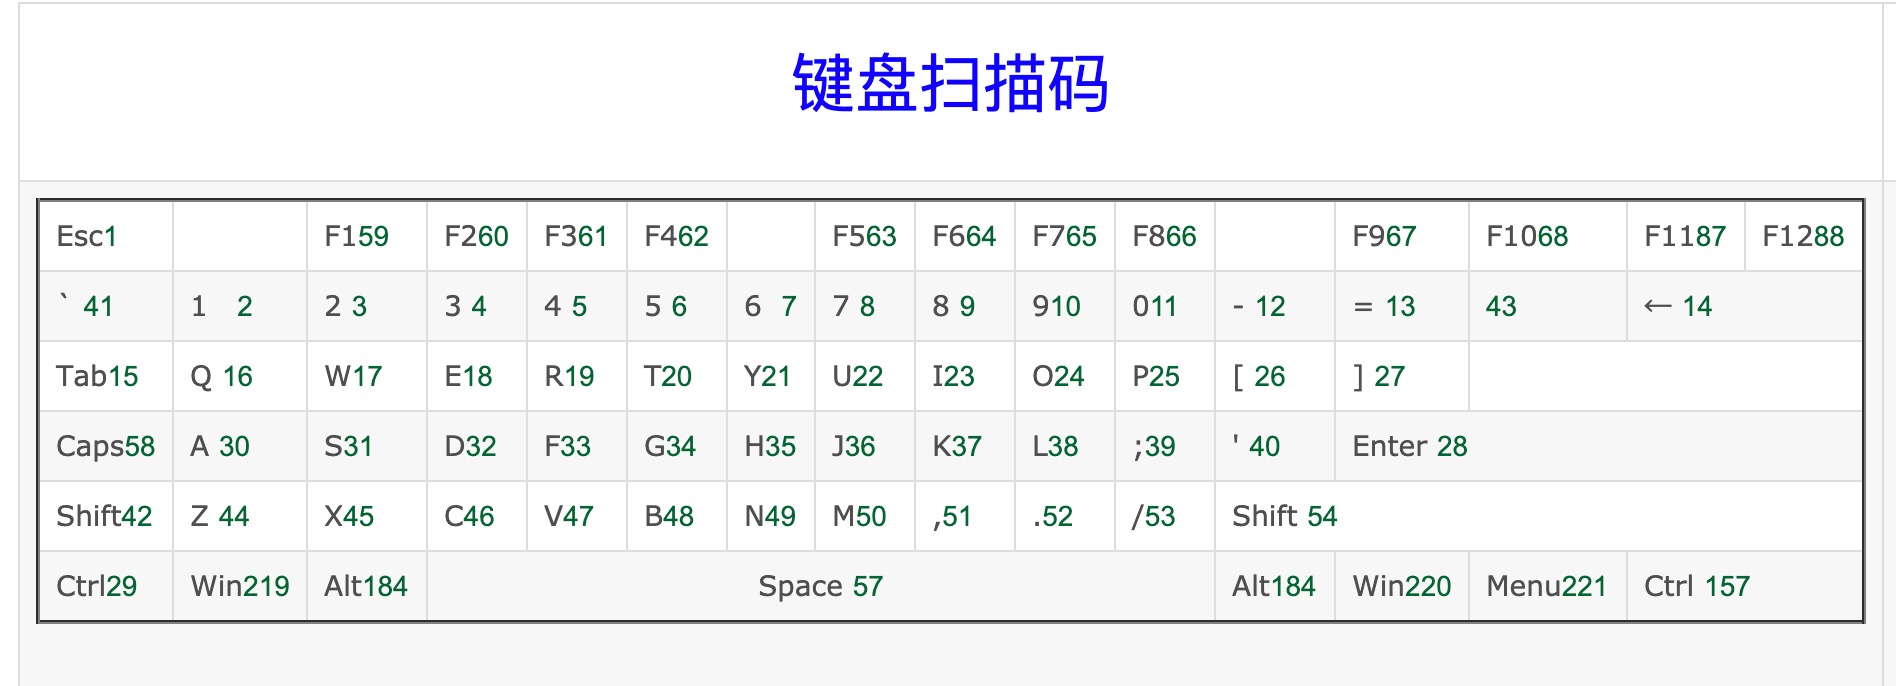 键盘扫描码
Esc1 F159 F260 F361 F462 F563 F664 F765 F866 F967 F1068 F1187 F1288
` 41 1 2 2 3 3 4 4 5 5 6 6 7 7 8 8 9 910 011 - 12 = 13 43 ← 14
Tab15 Q 16 W17 E18 R19 T20 Y21 U22 I23 O24 P25 [ 26 ] 27
Caps58 A 30 S31 D32 F33 G34 H35 J36 K37 L38 ;39 ' 40 Enter 28
Shift42 Z 44 X45 C46 V47 B48 N49 M50 ,51 .52 /53 Shift 54
Ctrl29 Win219 Alt184 Space 57 Alt184 Win220 Menu221 Ctrl 157